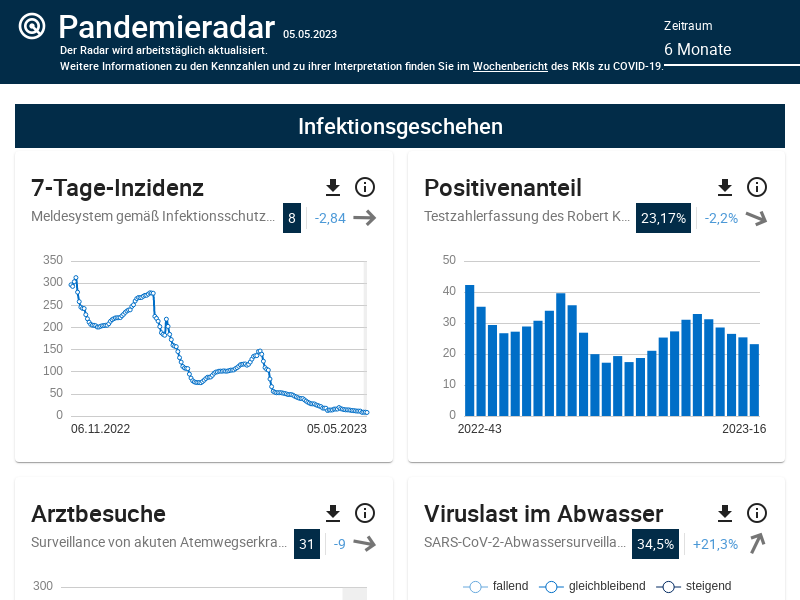 Pandemieradar 05.05.2023
Der Radar wird arbeitstäglich aktualisiert.
Weitere Informationen zu den Kennzahlen und zu ihrer Interpretation finden Sie im Wochenbericht des RKIs zu COVID-19.
Zeitraum
6 Monate
Infektionsgeschehen
7-Tage-Inzidenz
Meldesystem gemäß Infektionsschutz... 8 -2,84
350
300
250
200
150
100
50
0
06.11.2022 05.05.2023
Positivenanteil
Testzahlerfassung des Robert K... 23,17% -2,2%
50
40
30
20
10
0
2022-43 2023-16
Arztbesuche
Surveillance von akuten Atemwegserkra... 31 -9
300
Viruslast im Abwasser
SARS-CoV-2-Abwassersurveilla... 34,5% +21,3%
fallend gleichbleibend steigend